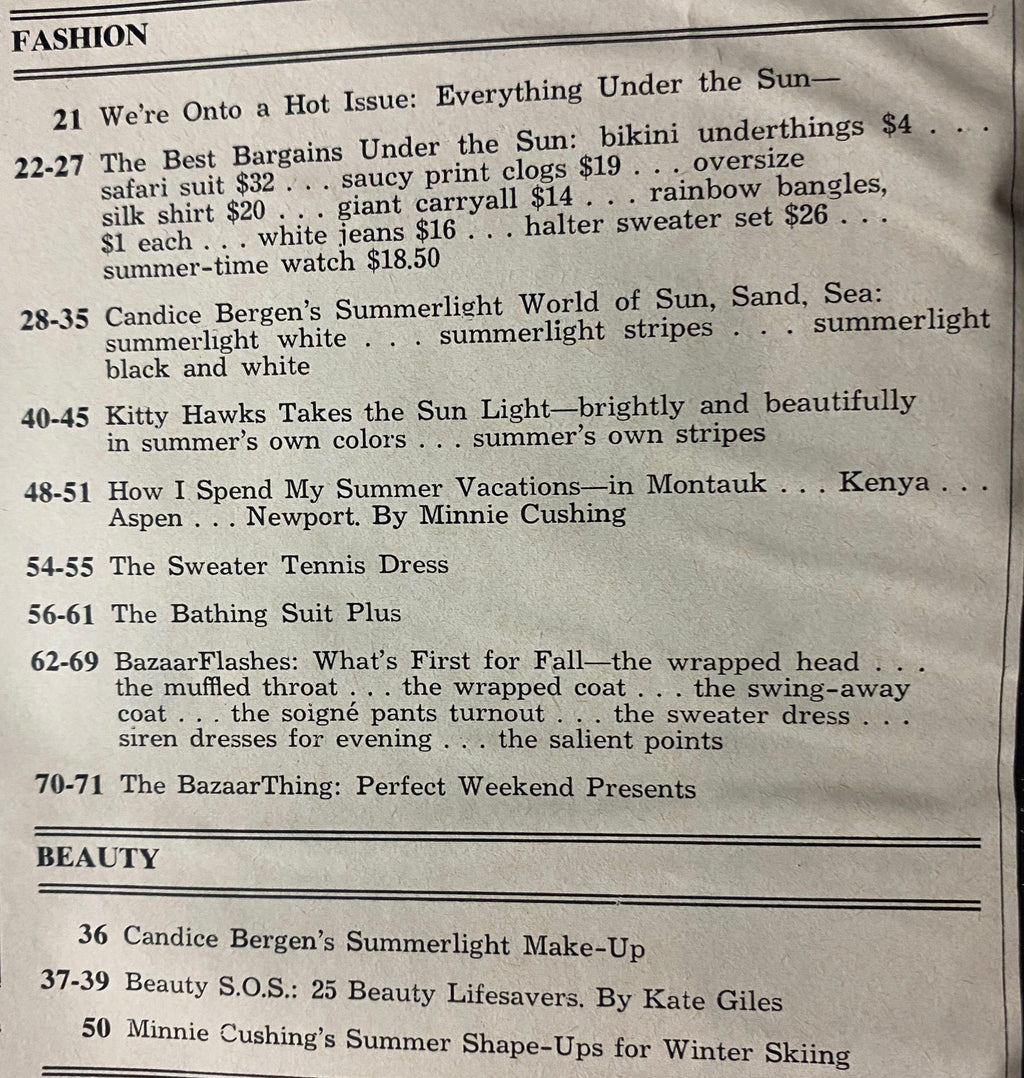 FASHION
21 We're Onto a Hot Issue: Everything Under the Sun—
22-27 The Best Bargains Under the Sun: bikini underthings $4 . . .
safari suit $32 . . . saucy print clogs $19 . . . oversize
silk shirt $20 . . . giant carryall $14 . . . rainbow bangles,
$1 each . . . white jeans $16 . . . halter sweater set $26 . . .
summer-time watch $18.50
28-35 Candice Bergen's Summerlight World of Sun, Sand, Sea:
summerlight white . . . summerlight stripes . . . summerlight
black and white
40-45 Kitty Hawks Takes the Sun Light—brightly and beautifully
in summer's own colors . . . summer's own stripes
48-51 How I Spend My Summer Vacations—in Montauk . . . Kenya . . .
Aspen . . . Newport. By Minnie Cushing
54-55 The Sweater Tennis Dress
56-61 The Bathing Suit Plus
62-69 BazaarFlashes: What's First for Fall—the wrapped head . . .
the muffled throat . . . the wrapped coat . . . the swing-away
coat . . . the soigné pants turnout . . . the sweater dress . . .
siren dresses for evening . . . the salient points
70-71 The BazaarThing: Perfect Weekend Presents
BEAUTY
36 Candice Bergen's Summerlight Make-Up
37-39 Beauty S.O.S.: 25 Beauty Lifesavers. By Kate Giles
50 Minnie Cushing's Summer Shape-Ups for Winter Skiing